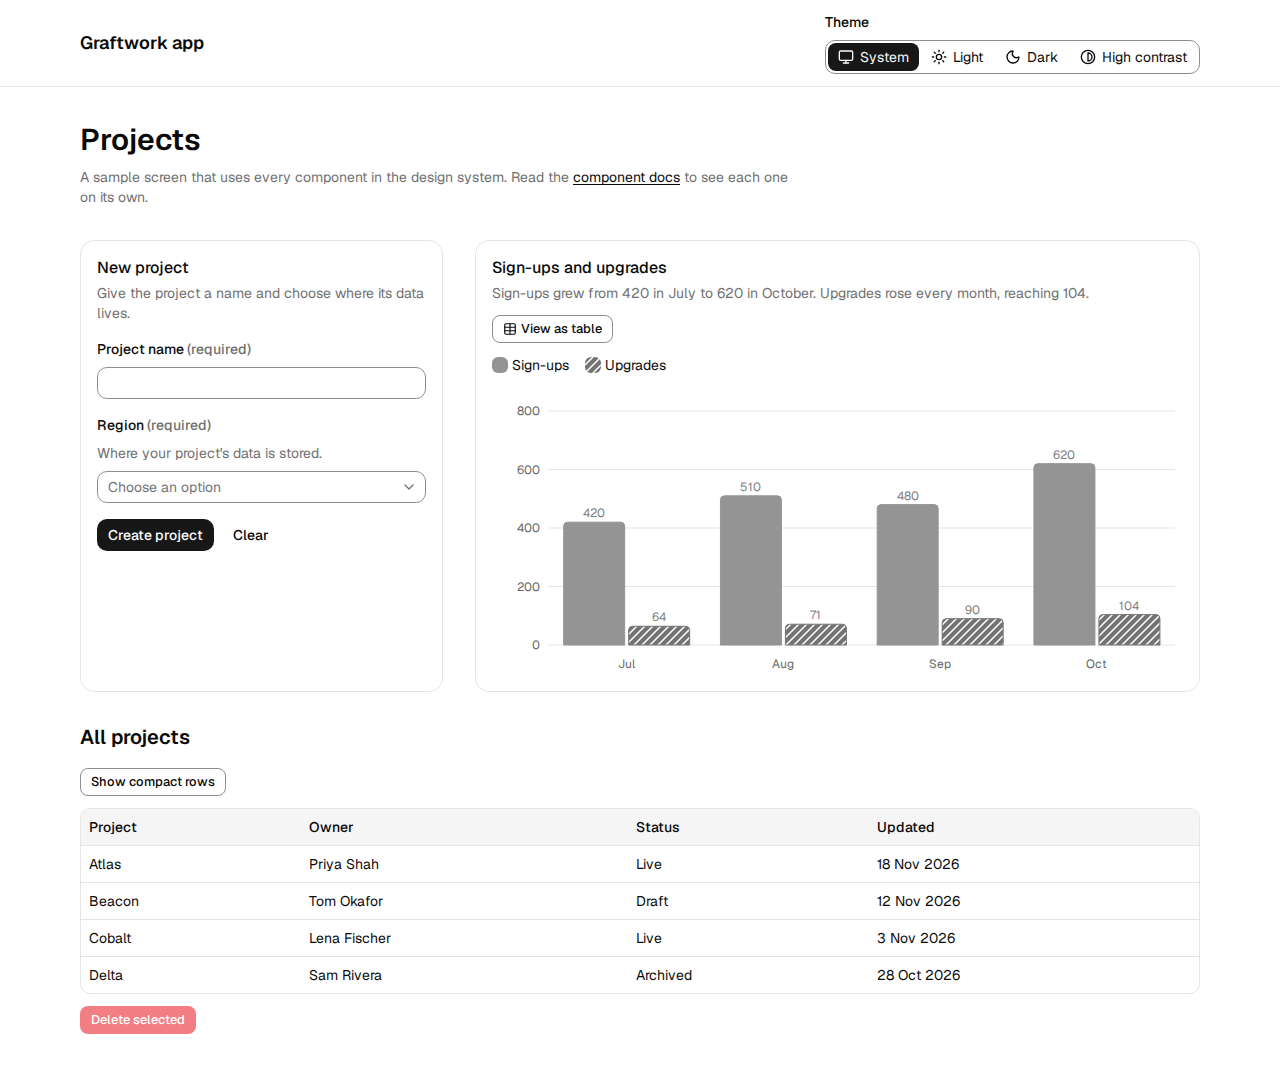 Graftwork app
Theme
System
Light
Dark
High contrast
Projects
A sample screen that uses every component in the design system. Read the component docs to see each one
on its own.
New project
Give the project a name and choose where its data
lives.
Project name (required)
Region (required)
Where your project's data is stored.
Choose an option
Create project
Clear
Sign-ups and upgrades
Sign-ups grew from 420 in July to 620 in October. Upgrades rose every month, reaching 104.
View as table
Sign-ups
Upgrades
800
600
400
200
0
420
64
510
71
480
90
620
104
Jul
Aug
Sep
Oct
All projects
Show compact rows
Project Owner Status Updated
Atlas Priya Shah Live 18 Nov 2026
Beacon Tom Okafor Draft 12 Nov 2026
Cobalt Lena Fischer Live 3 Nov 2026
Delta Sam Rivera Archived 28 Oct 2026
Delete selected